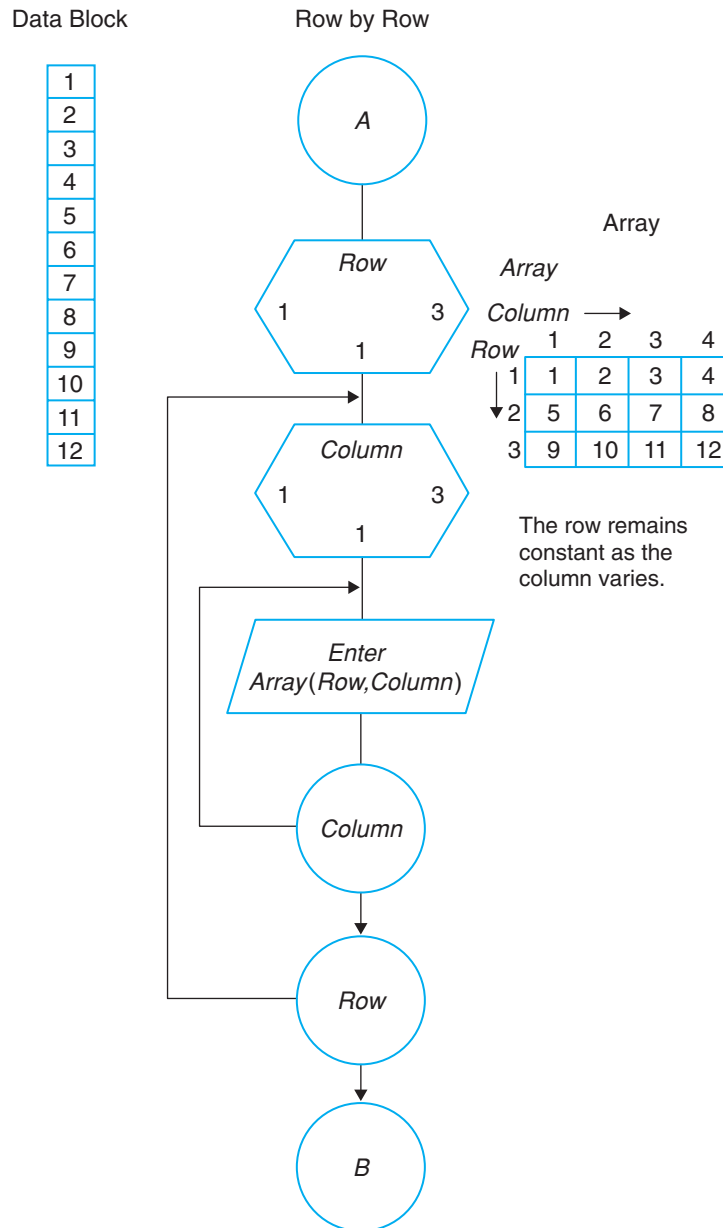 Data Block
1
2
3
4
5
6
7
8
9
10
11
12
Row by Row
A
Row
1 3
1
Column
1 3
1
Enter
Array(Row,Column)
Column
Row
B
Array
Array
Column
1 2 3 4
Row
1 1 2 3 4
2 5 6 7 8
3 9 10 11 12
The row remains
constant as the
column varies.